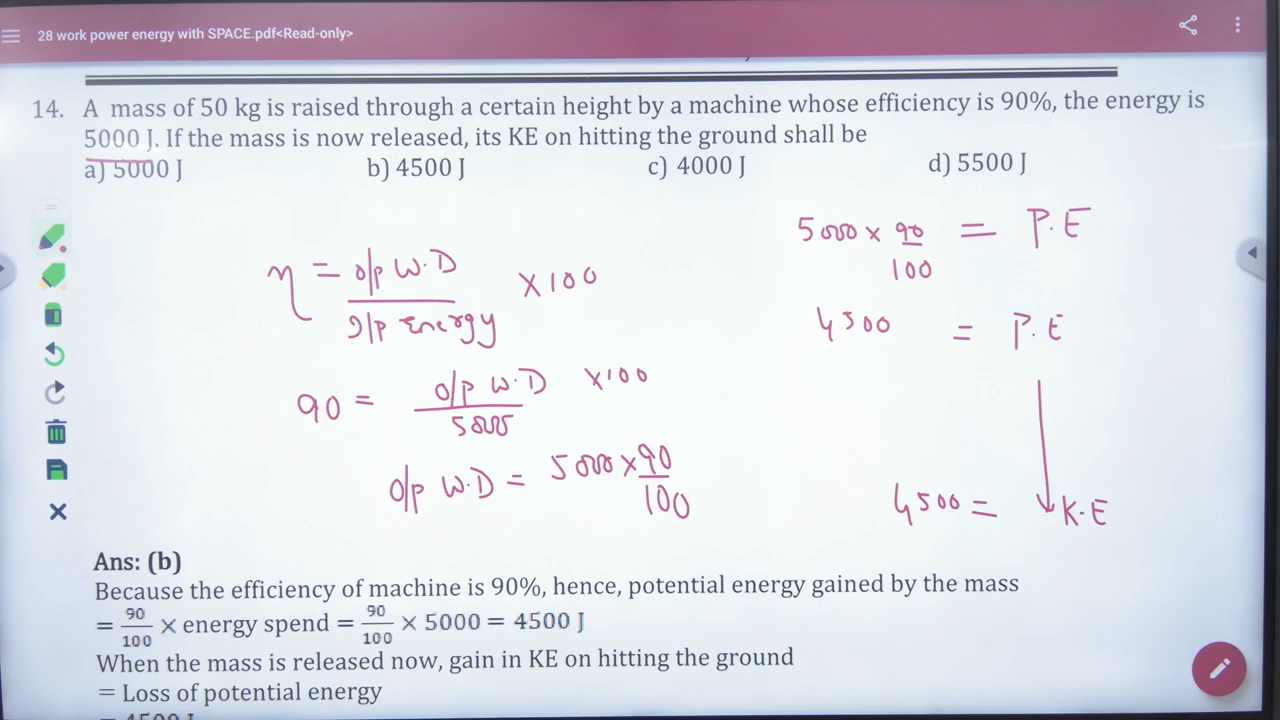 28 work power energy with SPACE.pdf<Read-only>
14. A mass of 50 kg is raised through a certain height by a machine whose efficiency is 90%, the energy is
5000 J. If the mass is now released, its KE on hitting the ground shall be
a) 5000 J b) 4500 J c) 4000 J d) 5500 J
η = o/p W.D / I/p Energy ×100
90 = o/p W.D / 5000 ×100
o/p W.D = 5000 × 90/100
5000 × 90/100 = P.E
4500 = P.E
4500 = K.E
Ans: (b)
Because the efficiency of machine is 90%, hence, potential energy gained by the mass
= 90/100 × energy spend = 90/100 × 5000 = 4500 J
When the mass is released now, gain in KE on hitting the ground
= Loss of potential energy
= 4500 J